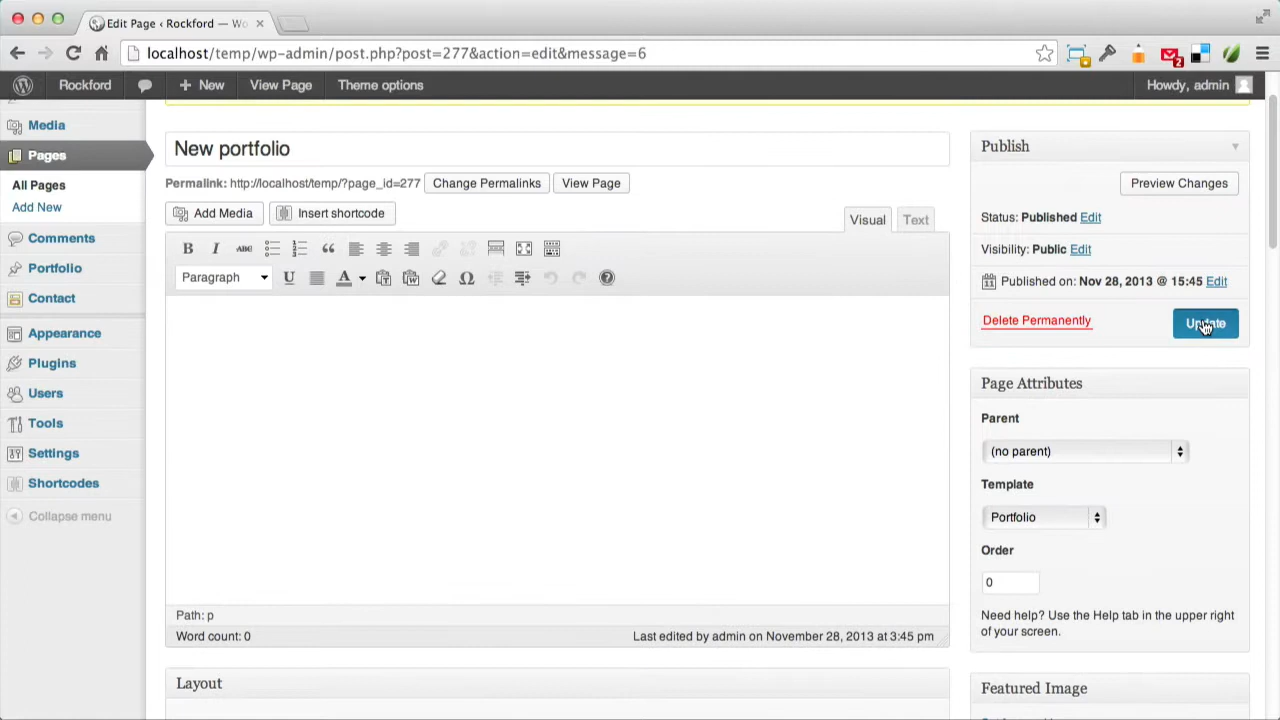 Edit Page ‹ Rockford — Wo
localhost/temp/wp-admin/post.php?post=277&action=edit&message=6
2
Rockford
New
View Page
Theme options
Howdy, admin
Media
Pages
All Pages
Add New
Comments
Portfolio
Contact
Appearance
Plugins
Users
Tools
Settings
Shortcodes
Collapse menu
New portfolio
Permalink: http://localhost/temp/?page_id=277 Change Permalinks View Page
Add Media Insert shortcode
Visual Text
B I ABC
Paragraph U A Ω
Path: p
Word count: 0
Last edited by admin on November 28, 2013 at 3:45 pm
Layout
Publish
Preview Changes
Status: Published Edit
Visibility: Public Edit
Published on: Nov 28, 2013 @ 15:45 Edit
Delete Permanently
Update
Page Attributes
Parent
(no parent)
Template
Portfolio
Order
0
Need help? Use the Help tab in the upper right
of your screen.
Featured Image